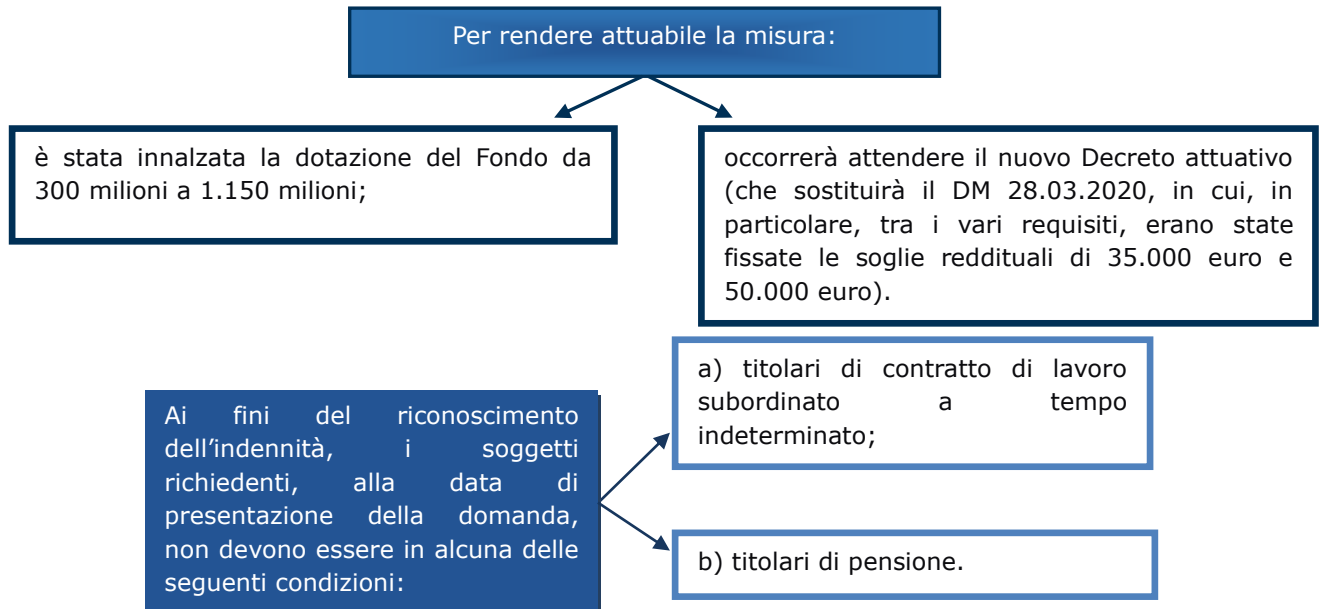 Per rendere attuabile la misura:
è stata innalzata la dotazione del Fondo da
300 milioni a 1.150 milioni;
occorrerà attendere il nuovo Decreto attuativo
(che sostituirà il DM 28.03.2020, in cui, in
particolare, tra i vari requisiti, erano state
fissate le soglie reddituali di 35.000 euro e
50.000 euro).
Ai fini del riconoscimento
dell’indennità, i soggetti
richiedenti, alla data di
presentazione della domanda,
non devono essere in alcuna delle
seguenti condizioni:
a) titolari di contratto di lavoro
subordinato a tempo
indeterminato;
b) titolari di pensione.